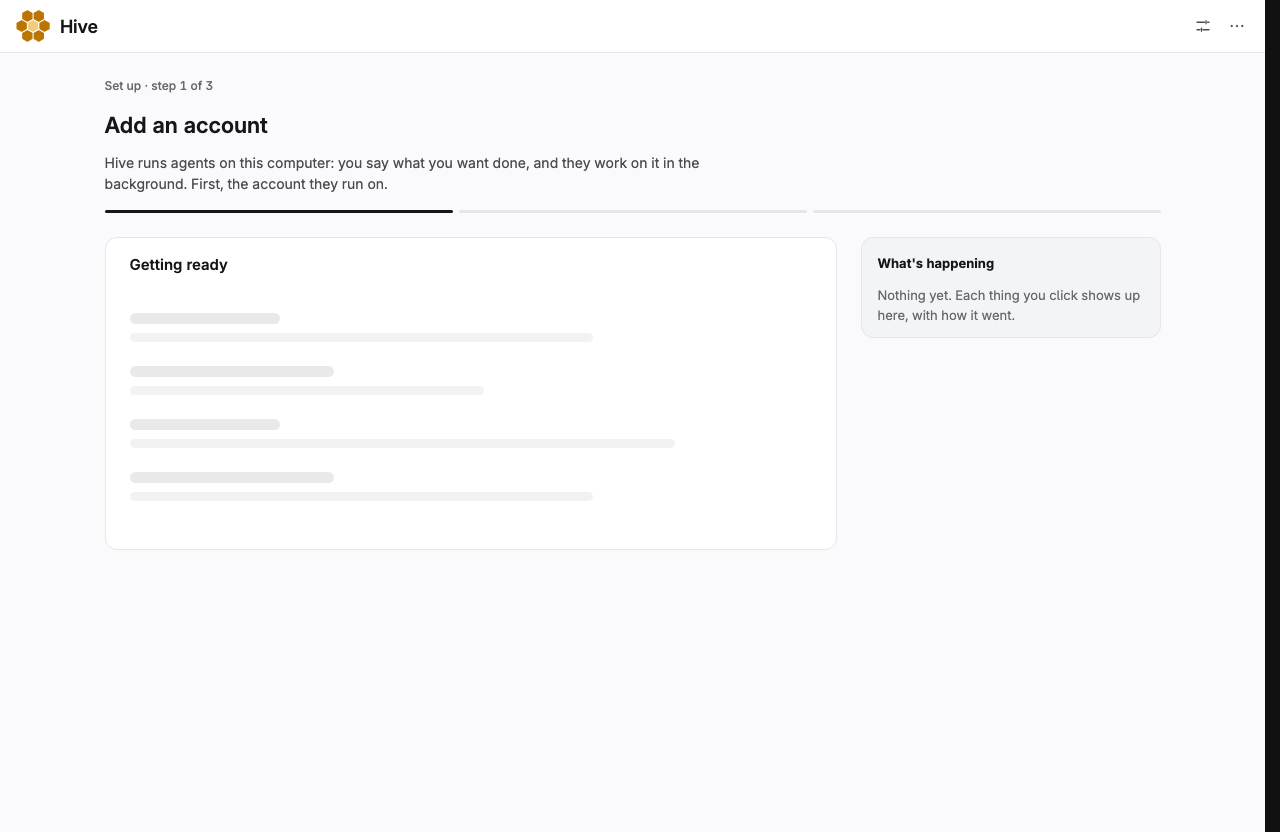 Hive
Set up · step 1 of 3
Add an account
Hive runs agents on this computer: you say what you want done, and they work on it in the
background. First, the account they run on.
Getting ready
What's happening
Nothing yet. Each thing you click shows up
here, with how it went.